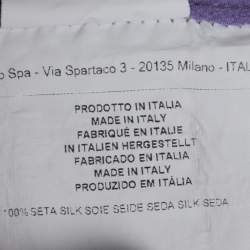 Spa - Via Spartaco 3 - 20135 Milano - ITAL
PRODOTTO IN ITALIA
MADE IN ITALY
FABRIQUÉ EN ITALIE
IN ITALIEN HERGESTELLT
FABRICADO EN ITALIA
MADE IN ITALY
PRODUZIDO EM ITÁLIA
100% SETA SILK SOIE SEIDE SEDA SILK SEDA